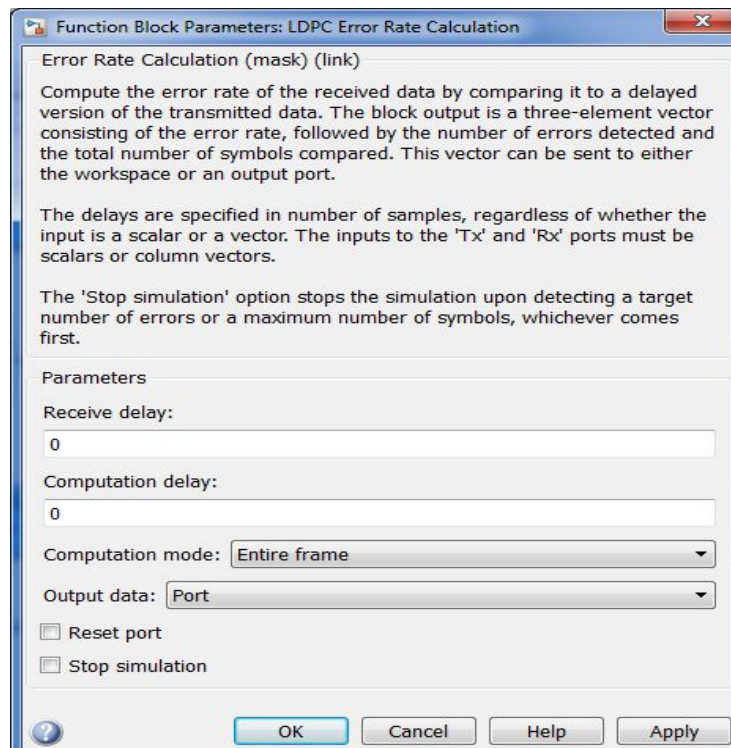 Function Block Parameters: LDPC Error Rate Calculation
Error Rate Calculation (mask) (link)
Compute the error rate of the received data by comparing it to a delayed
version of the transmitted data. The block output is a three-element vector
consisting of the error rate, followed by the number of errors detected and
the total number of symbols compared. This vector can be sent to either
the workspace or an output port.
The delays are specified in number of samples, regardless of whether the
input is a scalar or a vector. The inputs to the 'Tx' and 'Rx' ports must be
scalars or column vectors.
The 'Stop simulation' option stops the simulation upon detecting a target
number of errors or a maximum number of symbols, whichever comes
first.
Parameters
Receive delay:
0
Computation delay:
0
Computation mode: Entire frame
Output data: Port
Reset port
Stop simulation
OK Cancel Help Apply